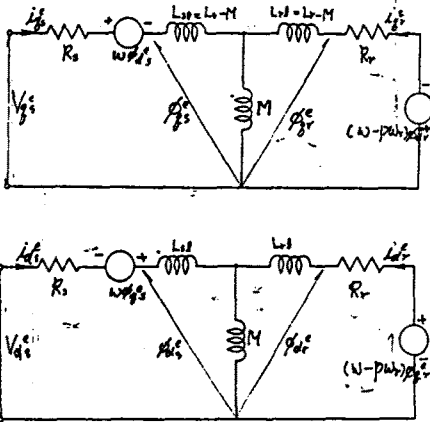 i_qs^e + - L_sl = L_s-M L_rl = L_r-M i_qr^e
R_s ωϕ_ds^e R_r
V_qs^e ϕ_qs^e M ϕ_qr^e -
(ω-pω_r)ϕ_dr^e
i_ds^e - + L_sl L_rl i_dr^e
R_s ωϕ_qs^e R_r
V_ds^e ϕ_ds^e M ϕ_dr^e +
(ω-pω_r)ϕ_qr^e -